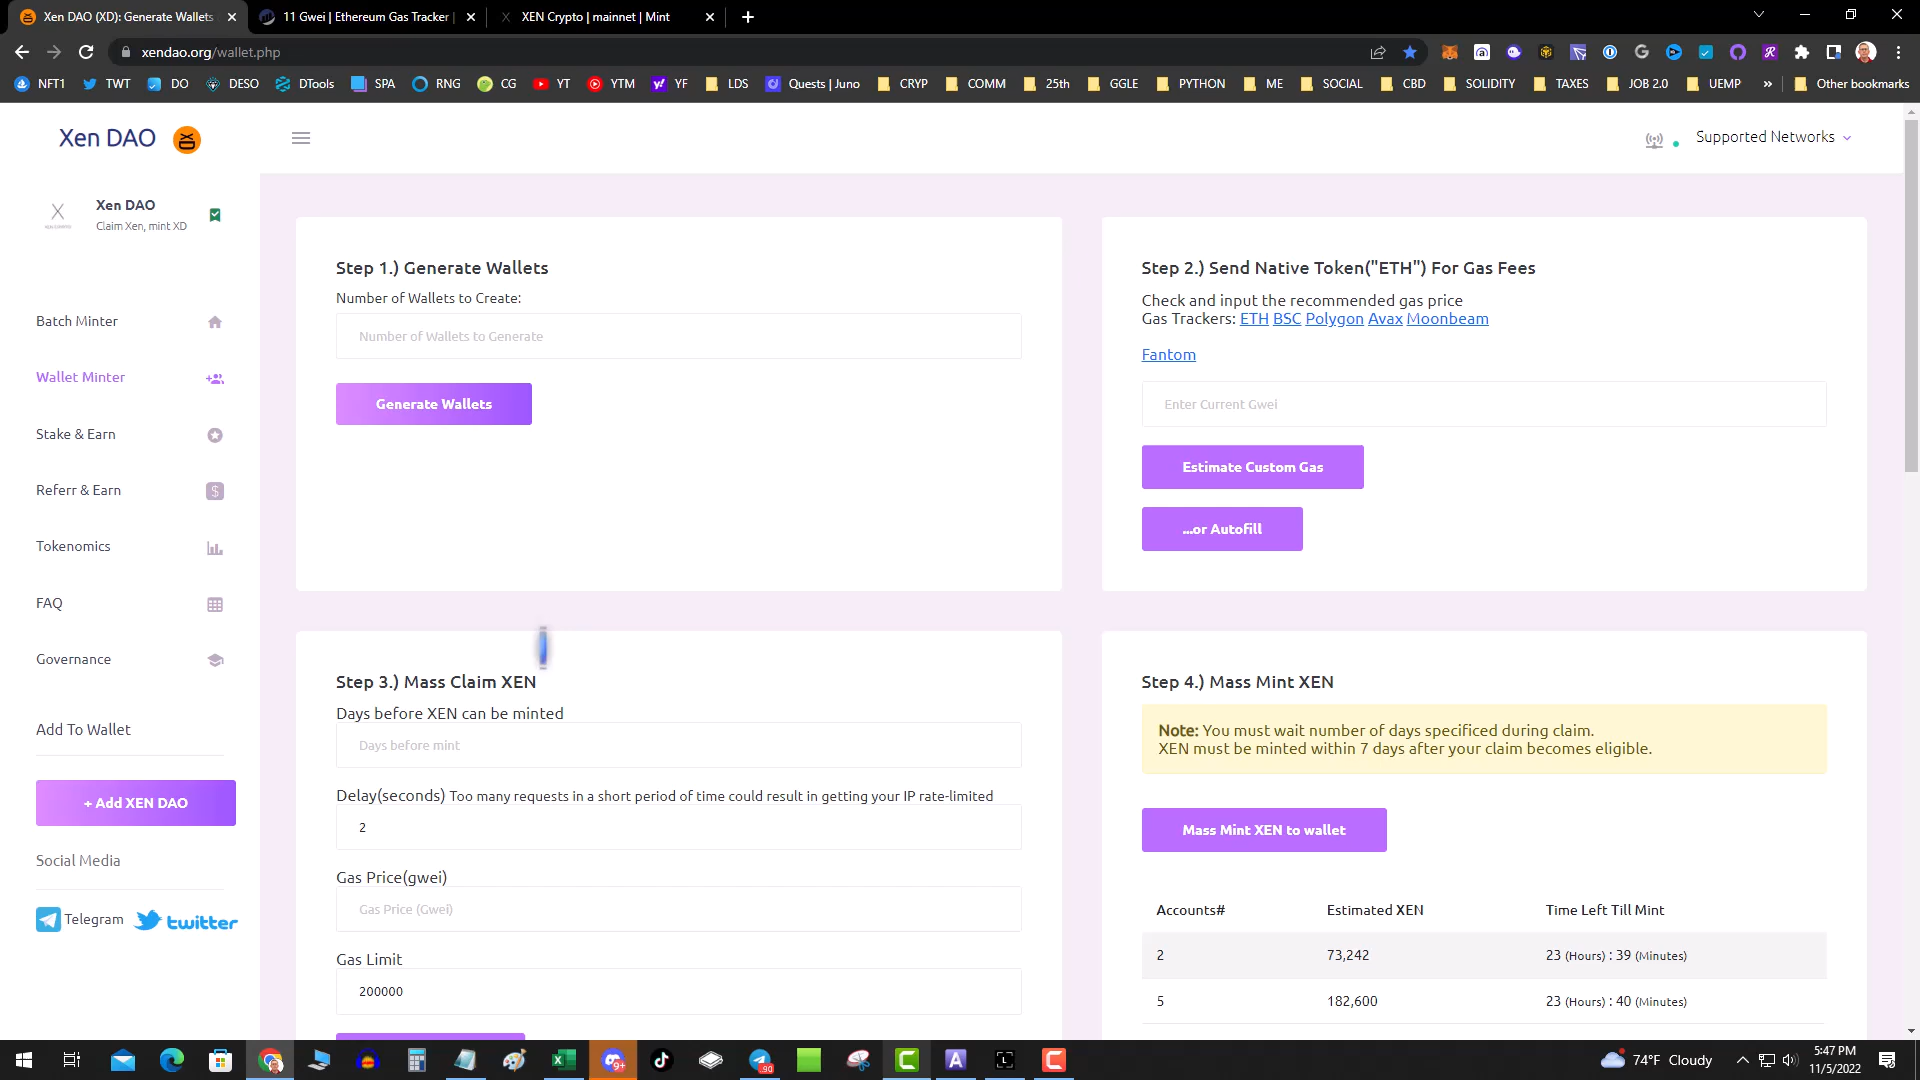 Xen DAO (XD): Generate Wallets
11 Gwei | Ethereum Gas Tracker |
XEN Crypto | mainnet | Mint
xendao.org/wallet.php
NFT1 TWT DO DESO DTools SPA RNG CG YT YTM YF LDS Quests | Juno CRYP COMM 25th GGLE PYTHON ME SOCIAL CBD SOLIDITY TAXES JOB 2.0 UEMP » Other bookmarks
Xen DAO
Supported Networks
Xen DAO
Claim Xen, mint XD
Batch Minter
Wallet Minter
Stake & Earn
Referr & Earn
Tokenomics
FAQ
Governance
Add To Wallet
+ Add XEN DAO
Social Media
Telegram twitter
Step 1.) Generate Wallets
Number of Wallets to Create:
Number of Wallets to Generate
Generate Wallets
Step 2.) Send Native Token("ETH") For Gas Fees
Check and input the recommended gas price
Gas Trackers: ETH BSC Polygon Avax Moonbeam
Fantom
Enter Current Gwei
Estimate Custom Gas
...or Autofill
Step 3.) Mass Claim XEN
Days before XEN can be minted
Days before mint
Delay(seconds) Too many requests in a short period of time could result in getting your IP rate-limited
2
Gas Price(gwei)
Gas Price (Gwei)
Gas Limit
200000
Step 4.) Mass Mint XEN
Note: You must wait number of days specificed during claim.
XEN must be minted within 7 days after your claim becomes eligible.
Mass Mint XEN to wallet
Accounts# Estimated XEN Time Left Till Mint
2 73,242 23 (Hours) : 39 (Minutes)
5 182,600 23 (Hours) : 40 (Minutes)
74°F Cloudy
5:47 PM
11/5/2022